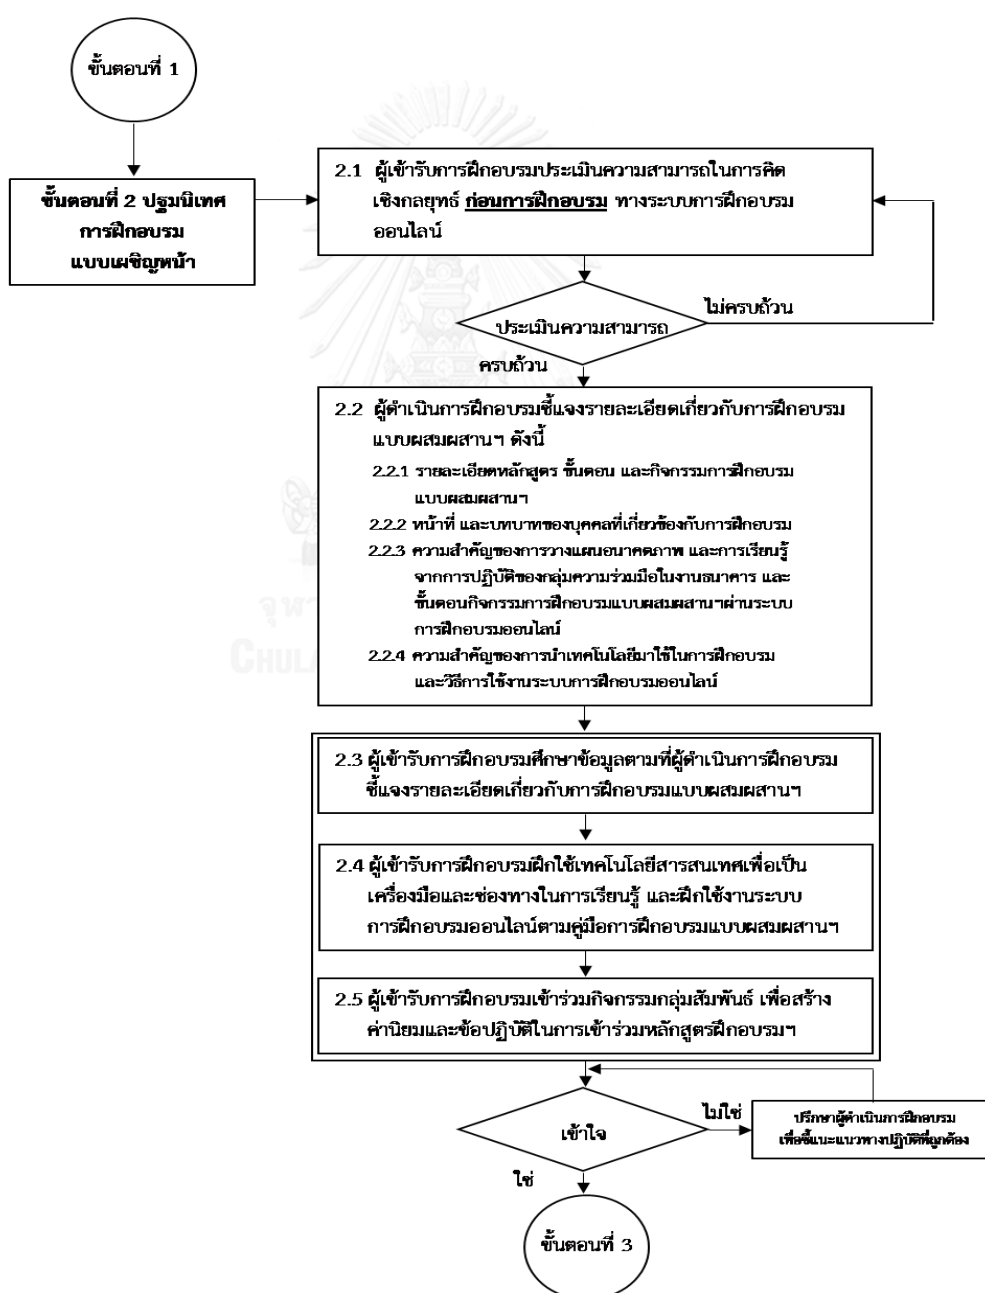 ขั้นตอนที่ 1
ขั้นตอนที่ 2 ปฐมนิเทศ
การฝึกอบรม
แบบเผชิญหน้า
2.1 ผู้เข้ารับการฝึกอบรมประเมินความสามารถในการคิด
เชิงกลยุทธ์ ก่อนการฝึกอบรม ทางระบบการฝึกอบรม
ออนไลน์
ประเมินความสามารถ
ไม่ครบถ้วน
ครบถ้วน
2.2 ผู้ดำเนินการฝึกอบรมชี้แจงรายละเอียดเกี่ยวกับการฝึกอบรม
แบบผสมผสานฯ ดังนี้
2.2.1 รายละเอียดหลักสูตร ขั้นตอน และกิจกรรมการฝึกอบรม
แบบผสมผสานฯ
2.2.2 หน้าที่ และบทบาทของบุคคลที่เกี่ยวข้องกับการฝึกอบรม
2.2.3 ความสำคัญของการวางแผนอนาคตภาพ และการเรียนรู้
จากการปฏิบัติของกลุ่มความร่วมมือในงานธนาคาร และ
ขั้นตอนกิจกรรมการฝึกอบรมแบบผสมผสานฯผ่านระบบ
การฝึกอบรมออนไลน์
2.2.4 ความสำคัญของการนำเทคโนโลยีมาใช้ในการฝึกอบรม
และวิธีการใช้งานระบบการฝึกอบรมออนไลน์
2.3 ผู้เข้ารับการฝึกอบรมศึกษาข้อมูลตามที่ผู้ดำเนินการฝึกอบรม
ชี้แจงรายละเอียดเกี่ยวกับการฝึกอบรมแบบผสมผสานฯ
2.4 ผู้เข้ารับการฝึกอบรมฝึกใช้เทคโนโลยีสารสนเทศเพื่อเป็น
เครื่องมือและช่องทางในการเรียนรู้ และฝึกใช้งานระบบ
การฝึกอบรมออนไลน์ตามคู่มือการฝึกอบรมแบบผสมผสานฯ
2.5 ผู้เข้ารับการฝึกอบรมเข้าร่วมกิจกรรมกลุ่มสัมพันธ์ เพื่อสร้าง
ค่านิยมและข้อปฏิบัติในการเข้าร่วมหลักสูตรฝึกอบรมฯ
เข้าใจ
ไม่ใช่
ปรึกษาผู้ดำเนินการฝึกอบรม
เพื่อชี้แนะแนวทางปฏิบัติที่ถูกต้อง
ใช่
ขั้นตอนที่ 3